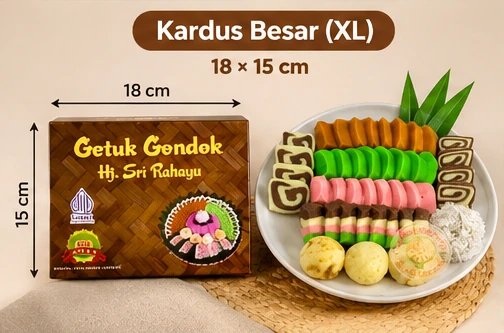 Kardus Besar (XL)
18 × 15 cm
18 cm
15 cm
Getuk Gondok
Hj. Sri Rahayu